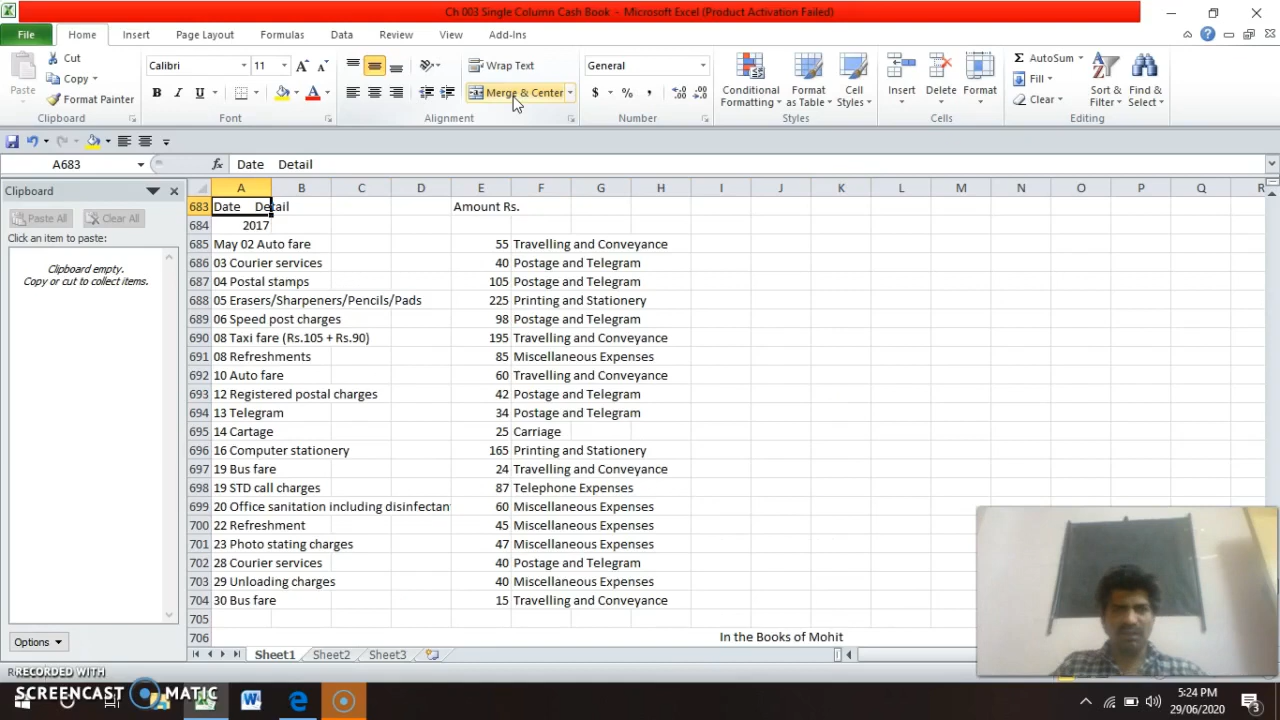 Ch 003 Single Column Cash Book - Microsoft Excel (Product Activation Failed)
File Home Insert Page Layout Formulas Data Review View Add-Ins
Cut
Copy
Format Painter
Paste
Clipboard
Calibri 11
B I U
Font
Wrap Text
Merge & Center
Alignment
General
$ % ,
Number
Conditional Formatting
Format as Table
Cell Styles
Styles
Insert Delete Format
Cells
AutoSum
Fill
Clear
Sort & Filter
Find & Select
Editing
A683 fx Date Detail
Clipboard
Paste All Clear All
Click an item to paste:
Clipboard empty.
Copy or cut to collect items.
Options
A B C D E F G H I J K L M N O P Q R
683 Date Detail Amount Rs.
684 2017
685 May 02 Auto fare 55 Travelling and Conveyance
686 03 Courier services 40 Postage and Telegram
687 04 Postal stamps 105 Postage and Telegram
688 05 Erasers/Sharpeners/Pencils/Pads 225 Printing and Stationery
689 06 Speed post charges 98 Postage and Telegram
690 08 Taxi fare (Rs.105 + Rs.90) 195 Travelling and Conveyance
691 08 Refreshments 85 Miscellaneous Expenses
692 10 Auto fare 60 Travelling and Conveyance
693 12 Registered postal charges 42 Postage and Telegram
694 13 Telegram 34 Postage and Telegram
695 14 Cartage 25 Carriage
696 16 Computer stationery 165 Printing and Stationery
697 19 Bus fare 24 Travelling and Conveyance
698 19 STD call charges 87 Telephone Expenses
699 20 Office sanitation including disinfectan 60 Miscellaneous Expenses
700 22 Refreshment 45 Miscellaneous Expenses
701 23 Photo stating charges 47 Miscellaneous Expenses
702 28 Courier services 40 Postage and Telegram
703 29 Unloading charges 40 Miscellaneous Expenses
704 30 Bus fare 15 Travelling and Conveyance
705
706 In the Books of Mohit
Sheet1 Sheet2 Sheet3
RECORDED WITH
SCREENCAST MATIC
5:24 PM
29/06/2020
3